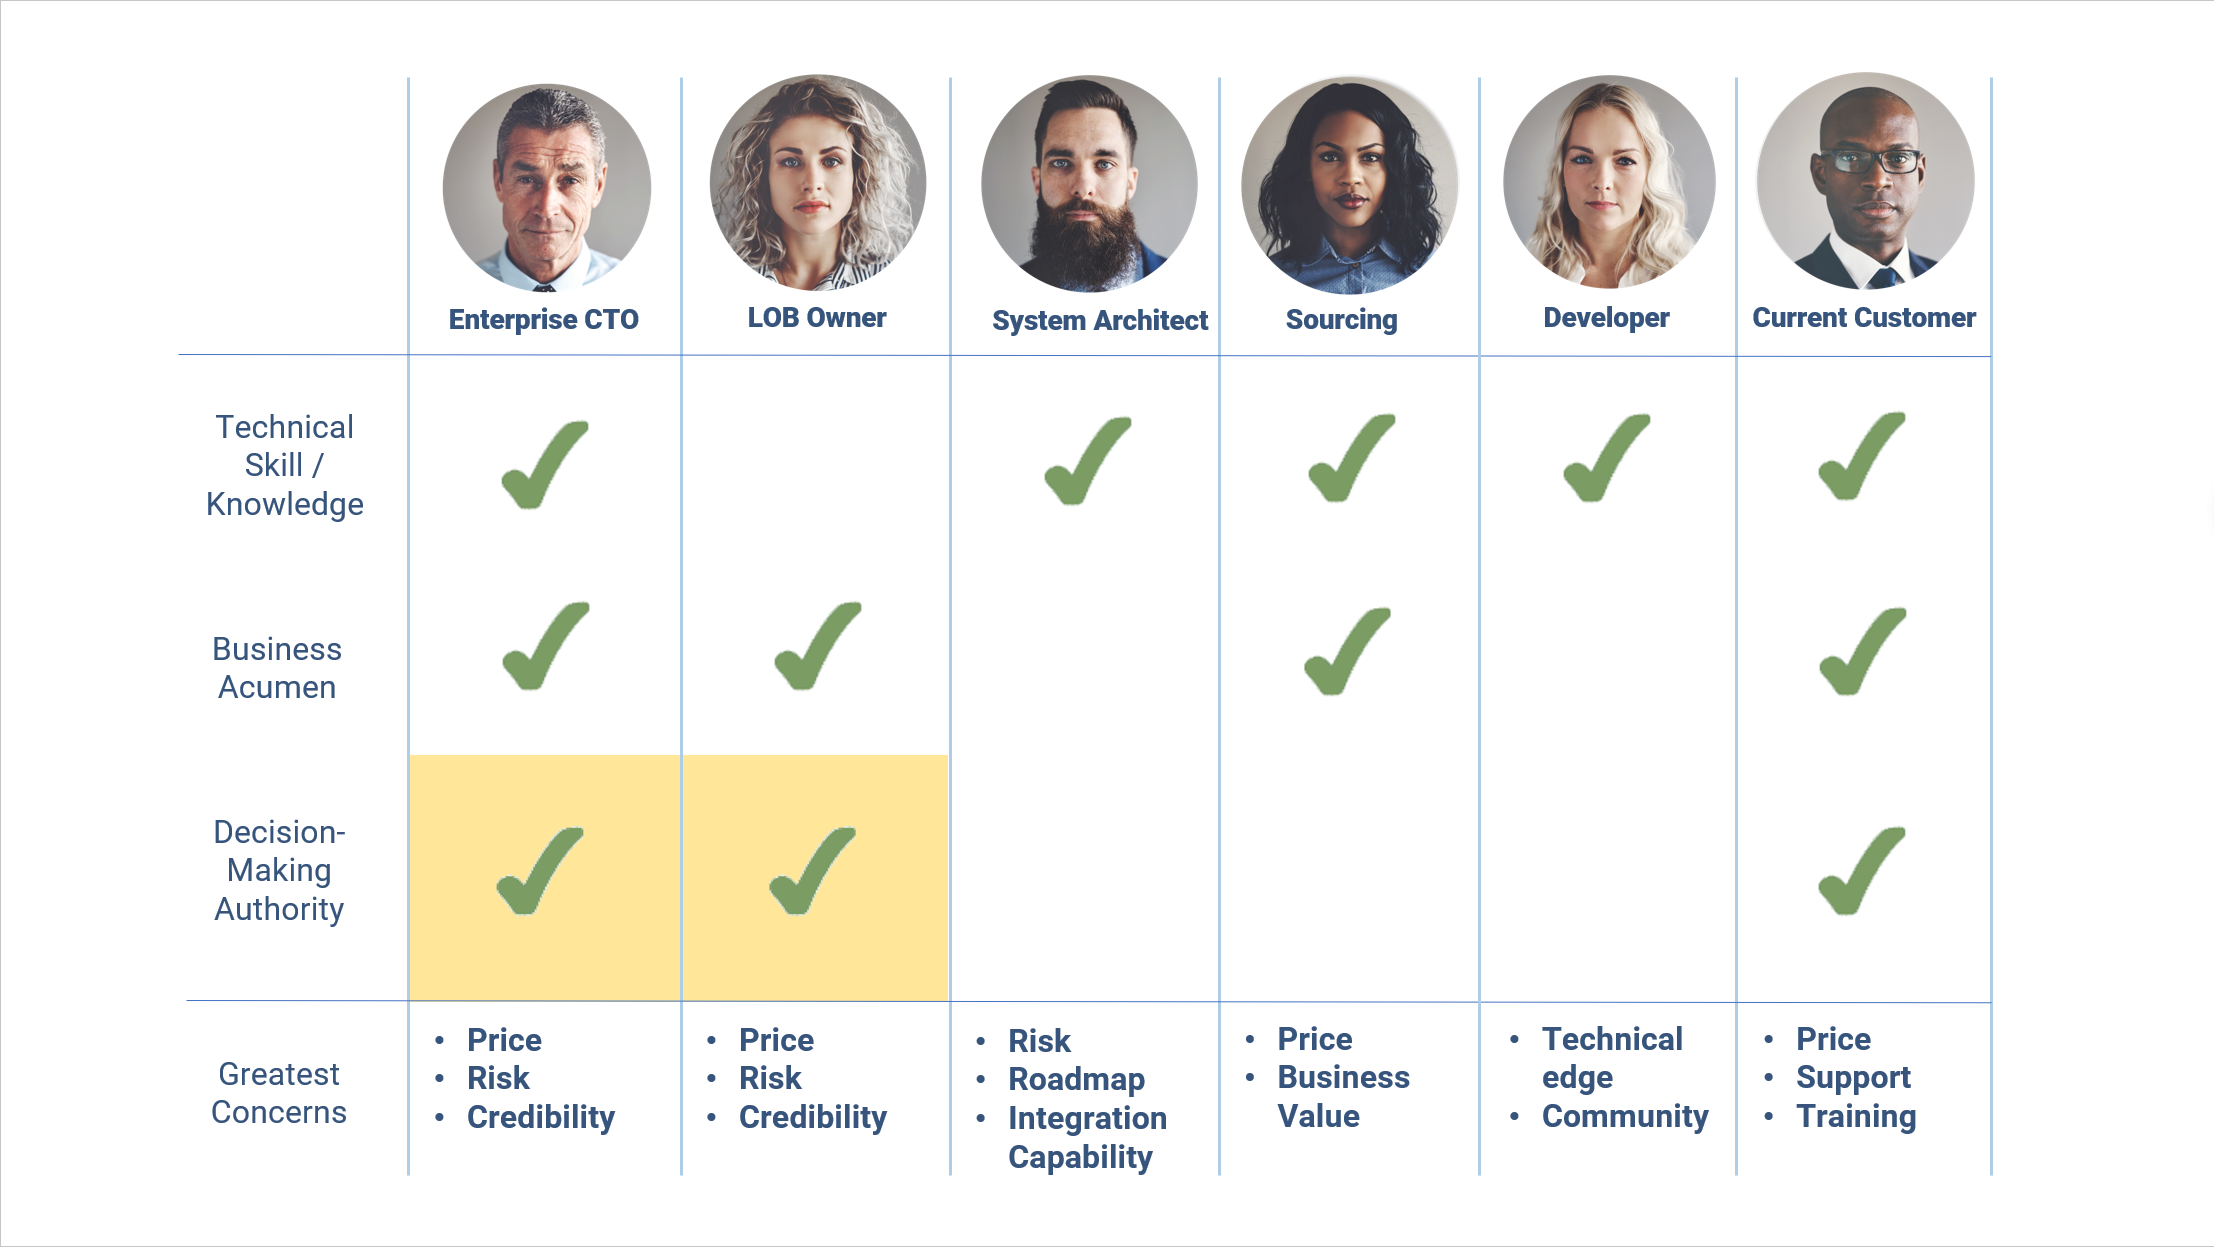 Enterprise CTO
LOB Owner
System Architect
Sourcing
Developer
Current Customer
Technical
Skill /
Knowledge
Business
Acumen
Decision-
Making
Authority
Greatest
Concerns
• Price
• Risk
• Credibility
• Price
• Risk
• Credibility
• Risk
• Roadmap
• Integration
Capability
• Price
• Business
Value
• Technical
edge
• Community
• Price
• Support
• Training